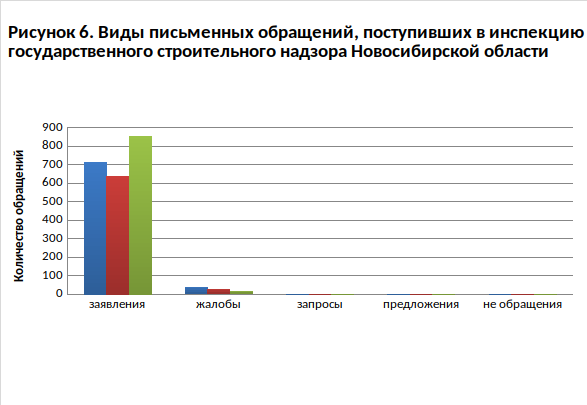 Рисунок 6. Виды письменных обращений, поступивших в инспекцию
государственного строительного надзора Новосибирской области
Количество обращений
900
800
700
600
500
400
300
200
100
0
заявления жалобы запросы предложения не обращения